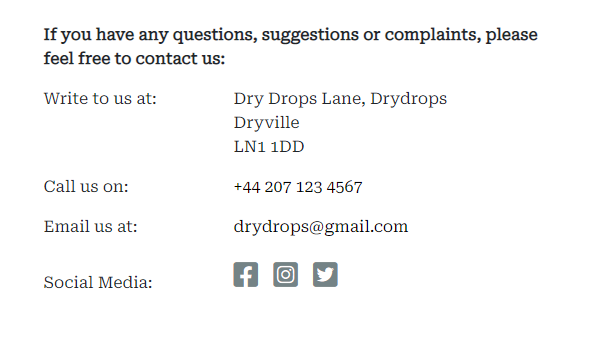 If you have any questions, suggestions or complaints, please
feel free to contact us:
Write to us at: Dry Drops Lane, Drydrops
Dryville
LN1 1DD
Call us on: +44 207 123 4567
Email us at: drydrops@gmail.com
Social Media: